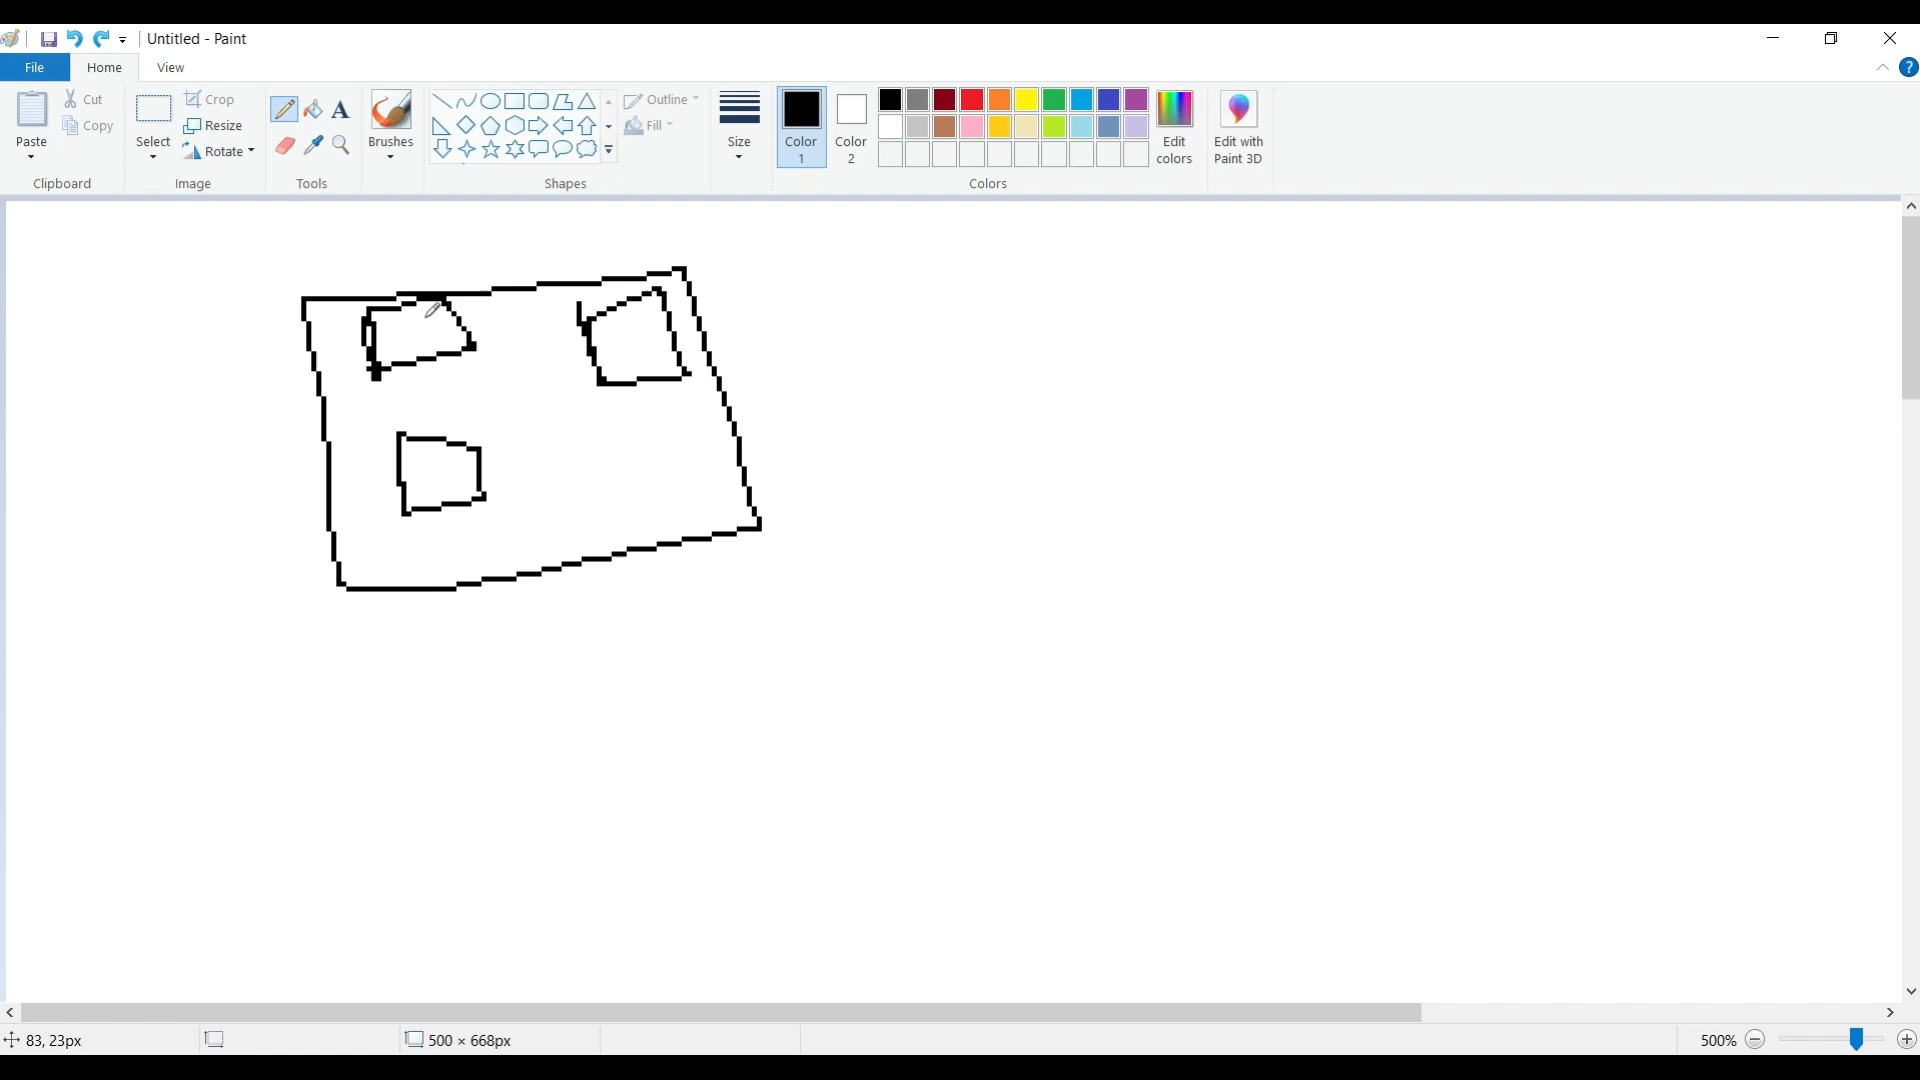 Untitled - Paint
File Home View
Paste Cut Copy Clipboard
Select Crop Resize Rotate Image
Tools
Brushes
Outline Fill Shapes
Size
Color 1 Color 2 Edit colors Colors
Edit with Paint 3D
83, 23px 500 × 668px 500%